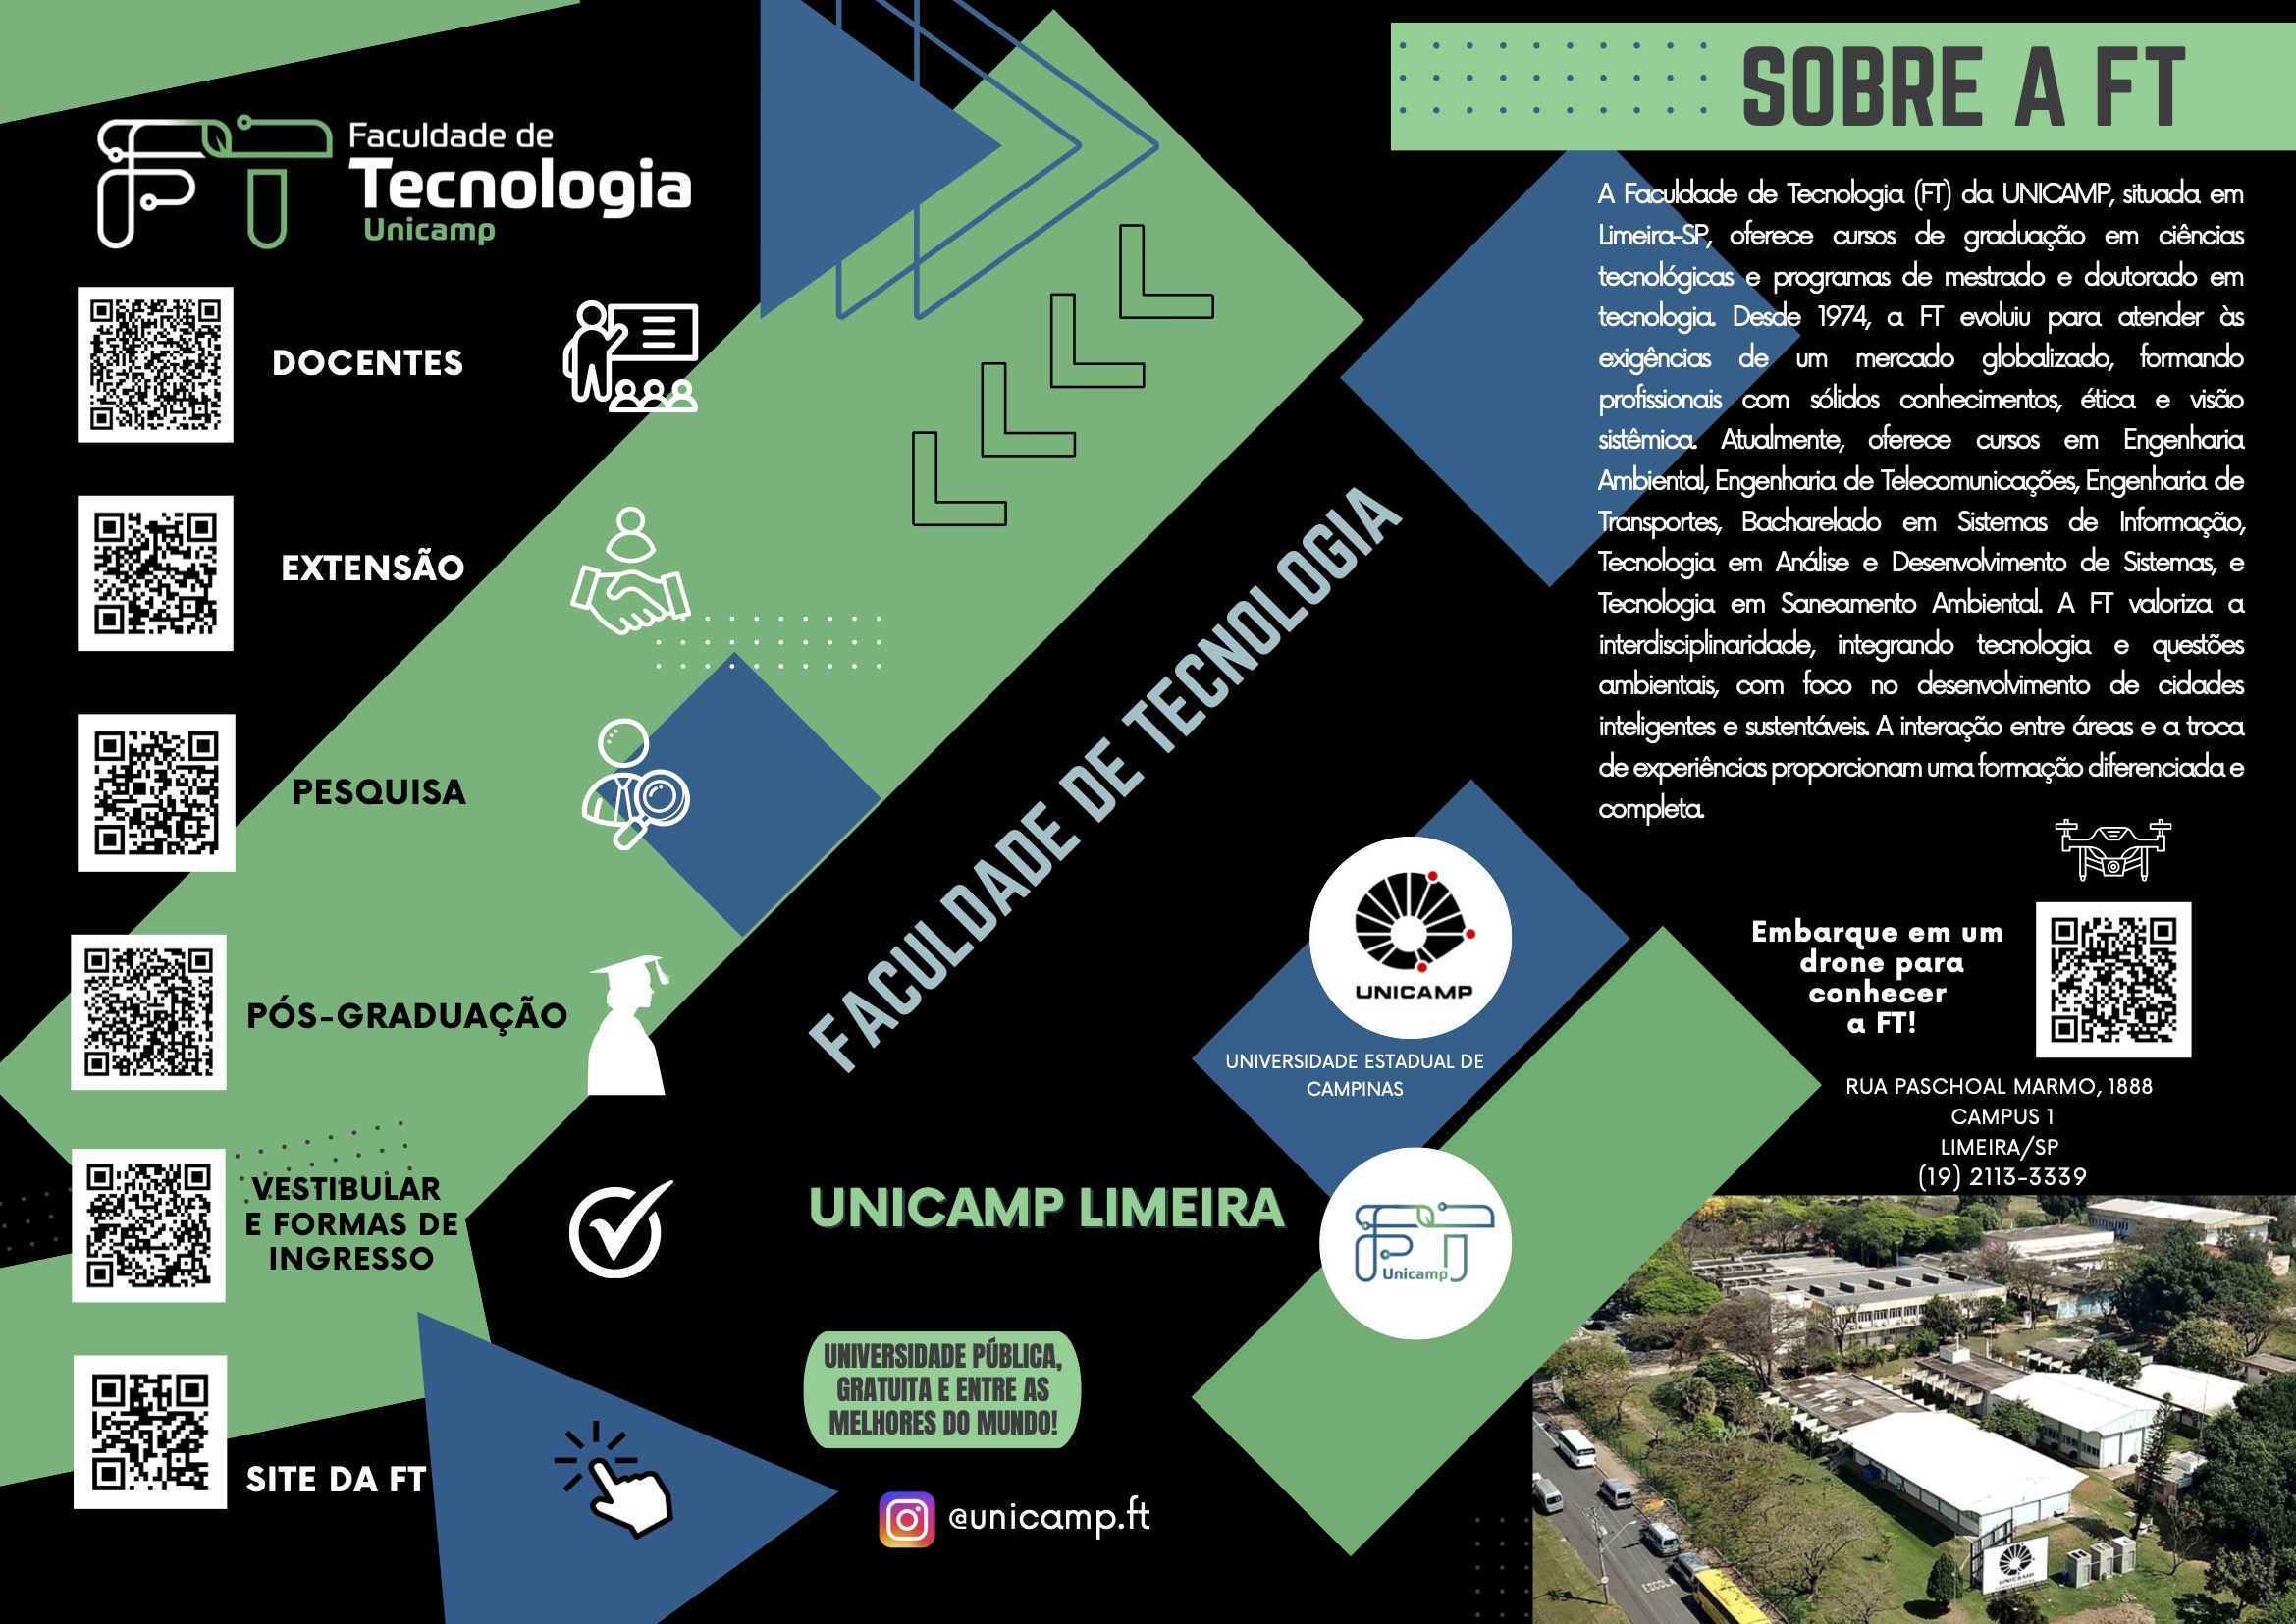 Faculdade de
Tecnologia
Unicamp
DOCENTES
EXTENSÃO
PESQUISA
PÓS-GRADUAÇÃO
VESTIBULAR
E FORMAS DE
INGRESSO
SITE DA FT
FACULDADE DE TECNOLOGIA
UNICAMP
UNIVERSIDADE ESTADUAL DE
CAMPINAS
UNICAMP LIMEIRA
Unicamp
UNIVERSIDADE PÚBLICA,
GRATUITA E ENTRE AS
MELHORES DO MUNDO!
@unicamp.ft
SOBRE A FT
A Faculdade de Tecnologia (FT) da UNICAMP, situada em
Limeira-SP, oferece cursos de graduação em ciências
tecnológicas e programas de mestrado e doutorado em
tecnologia. Desde 1974, a FT evoluiu para atender às
exigências de um mercado globalizado, formando
profissionais com sólidos conhecimentos, ética e visão
sistêmica. Atualmente, oferece cursos em Engenharia
Ambiental, Engenharia de Telecomunicações, Engenharia de
Transportes, Bacharelado em Sistemas de Informação,
Tecnologia em Análise e Desenvolvimento de Sistemas, e
Tecnologia em Saneamento Ambiental. A FT valoriza a
interdisciplinaridade, integrando tecnologia e questões
ambientais, com foco no desenvolvimento de cidades
inteligentes e sustentáveis. A interação entre áreas e a troca
de experiências proporcionam uma formação diferenciada e
completa.
Embarque em um
drone para
conhecer
a FT!
RUA PASCHOAL MARMO, 1888
CAMPUS 1
LIMEIRA/SP
(19) 2113-3339
UNICAMP